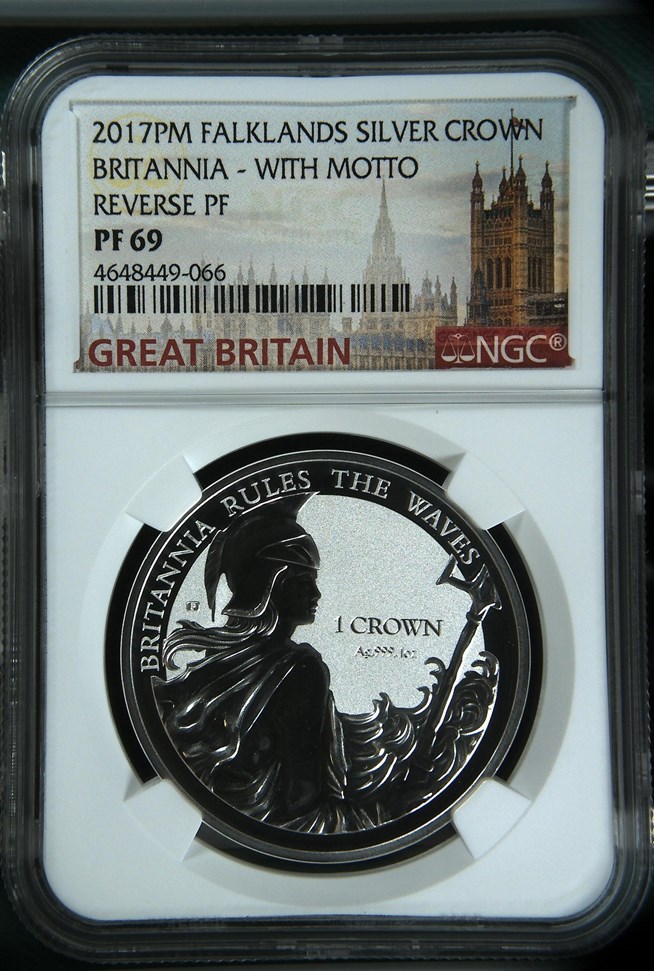 2017PM FALKLANDS SILVER CROWN
BRITANNIA - WITH MOTTO
REVERSE PF
PF 69
4648449-066
GREAT BRITAIN
NGC®
BRITANNIA RULES THE WAVES
1 CROWN
Ag.999, 1oz